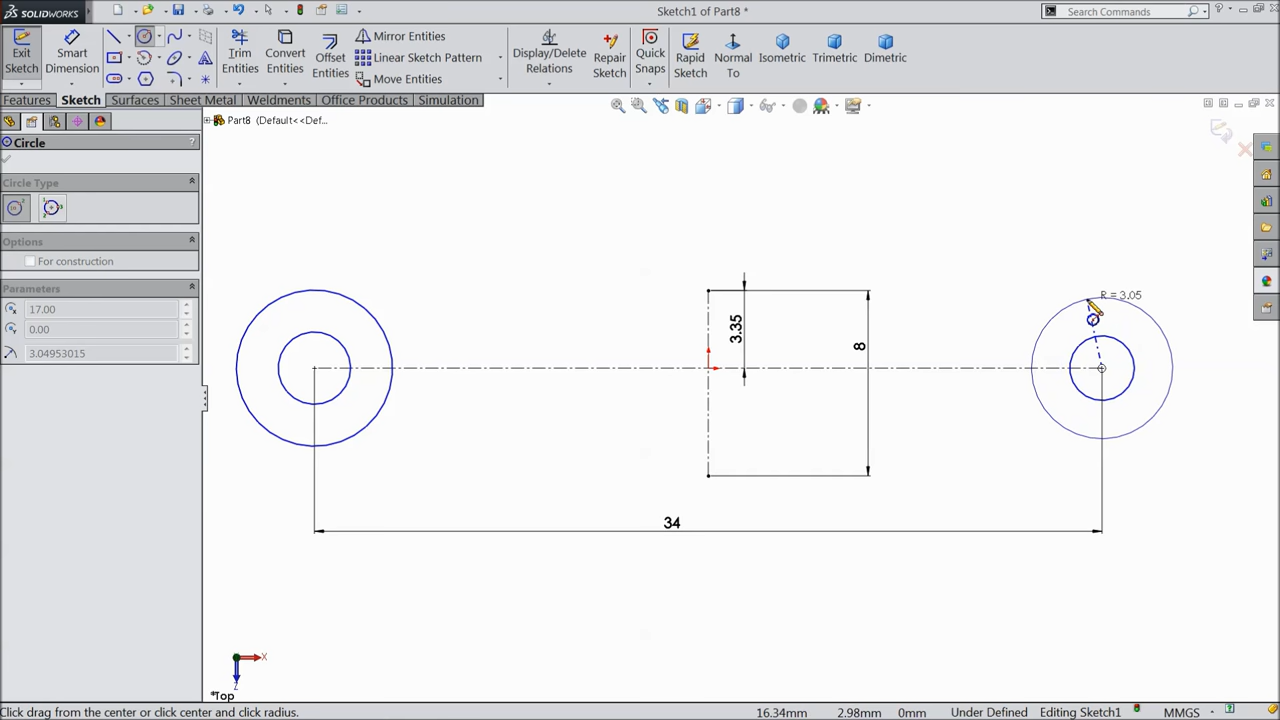 SOLIDWORKS
Sketch1 of Part8 *
Search Commands
Exit Sketch
Smart Dimension
Trim Entities
Convert Entities
Offset Entities
Mirror Entities
Linear Sketch Pattern
Move Entities
Display/Delete Relations
Repair Sketch
Quick Snaps
Rapid Sketch
Normal To
Isometric
Trimetric
Dimetric
Features
Sketch
Surfaces
Sheet Metal
Weldments
Office Products
Simulation
Part8 (Default<<Def...
Circle
?
Circle Type
Options
For construction
Parameters
17.00
0.00
3.04953015
R = 3.05
3.35
8
34
X
Z
*Top
Click drag from the center or click center and click radius.
16.34mm
2.98mm
0mm
Under Defined
Editing Sketch1
MMGS